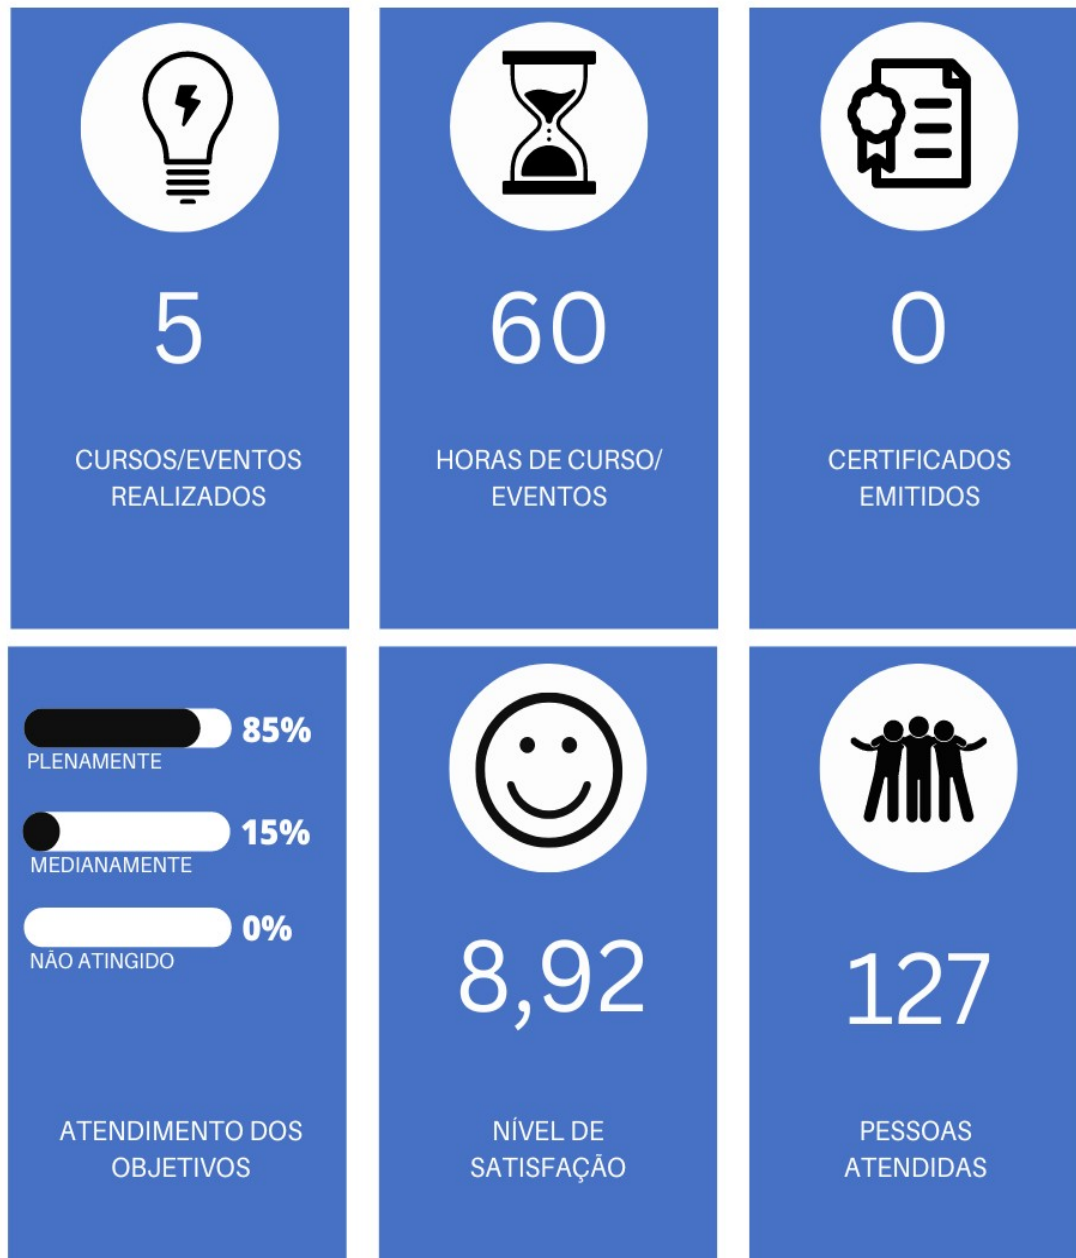 5
CURSOS/EVENTOS
REALIZADOS
60
HORAS DE CURSO/
EVENTOS
0
CERTIFICADOS
EMITIDOS
85%
PLENAMENTE
15%
MEDIANAMENTE
0%
NÃO ATINGIDO
ATENDIMENTO DOS
OBJETIVOS
8,92
NÍVEL DE
SATISFAÇÃO
127
PESSOAS
ATENDIDAS